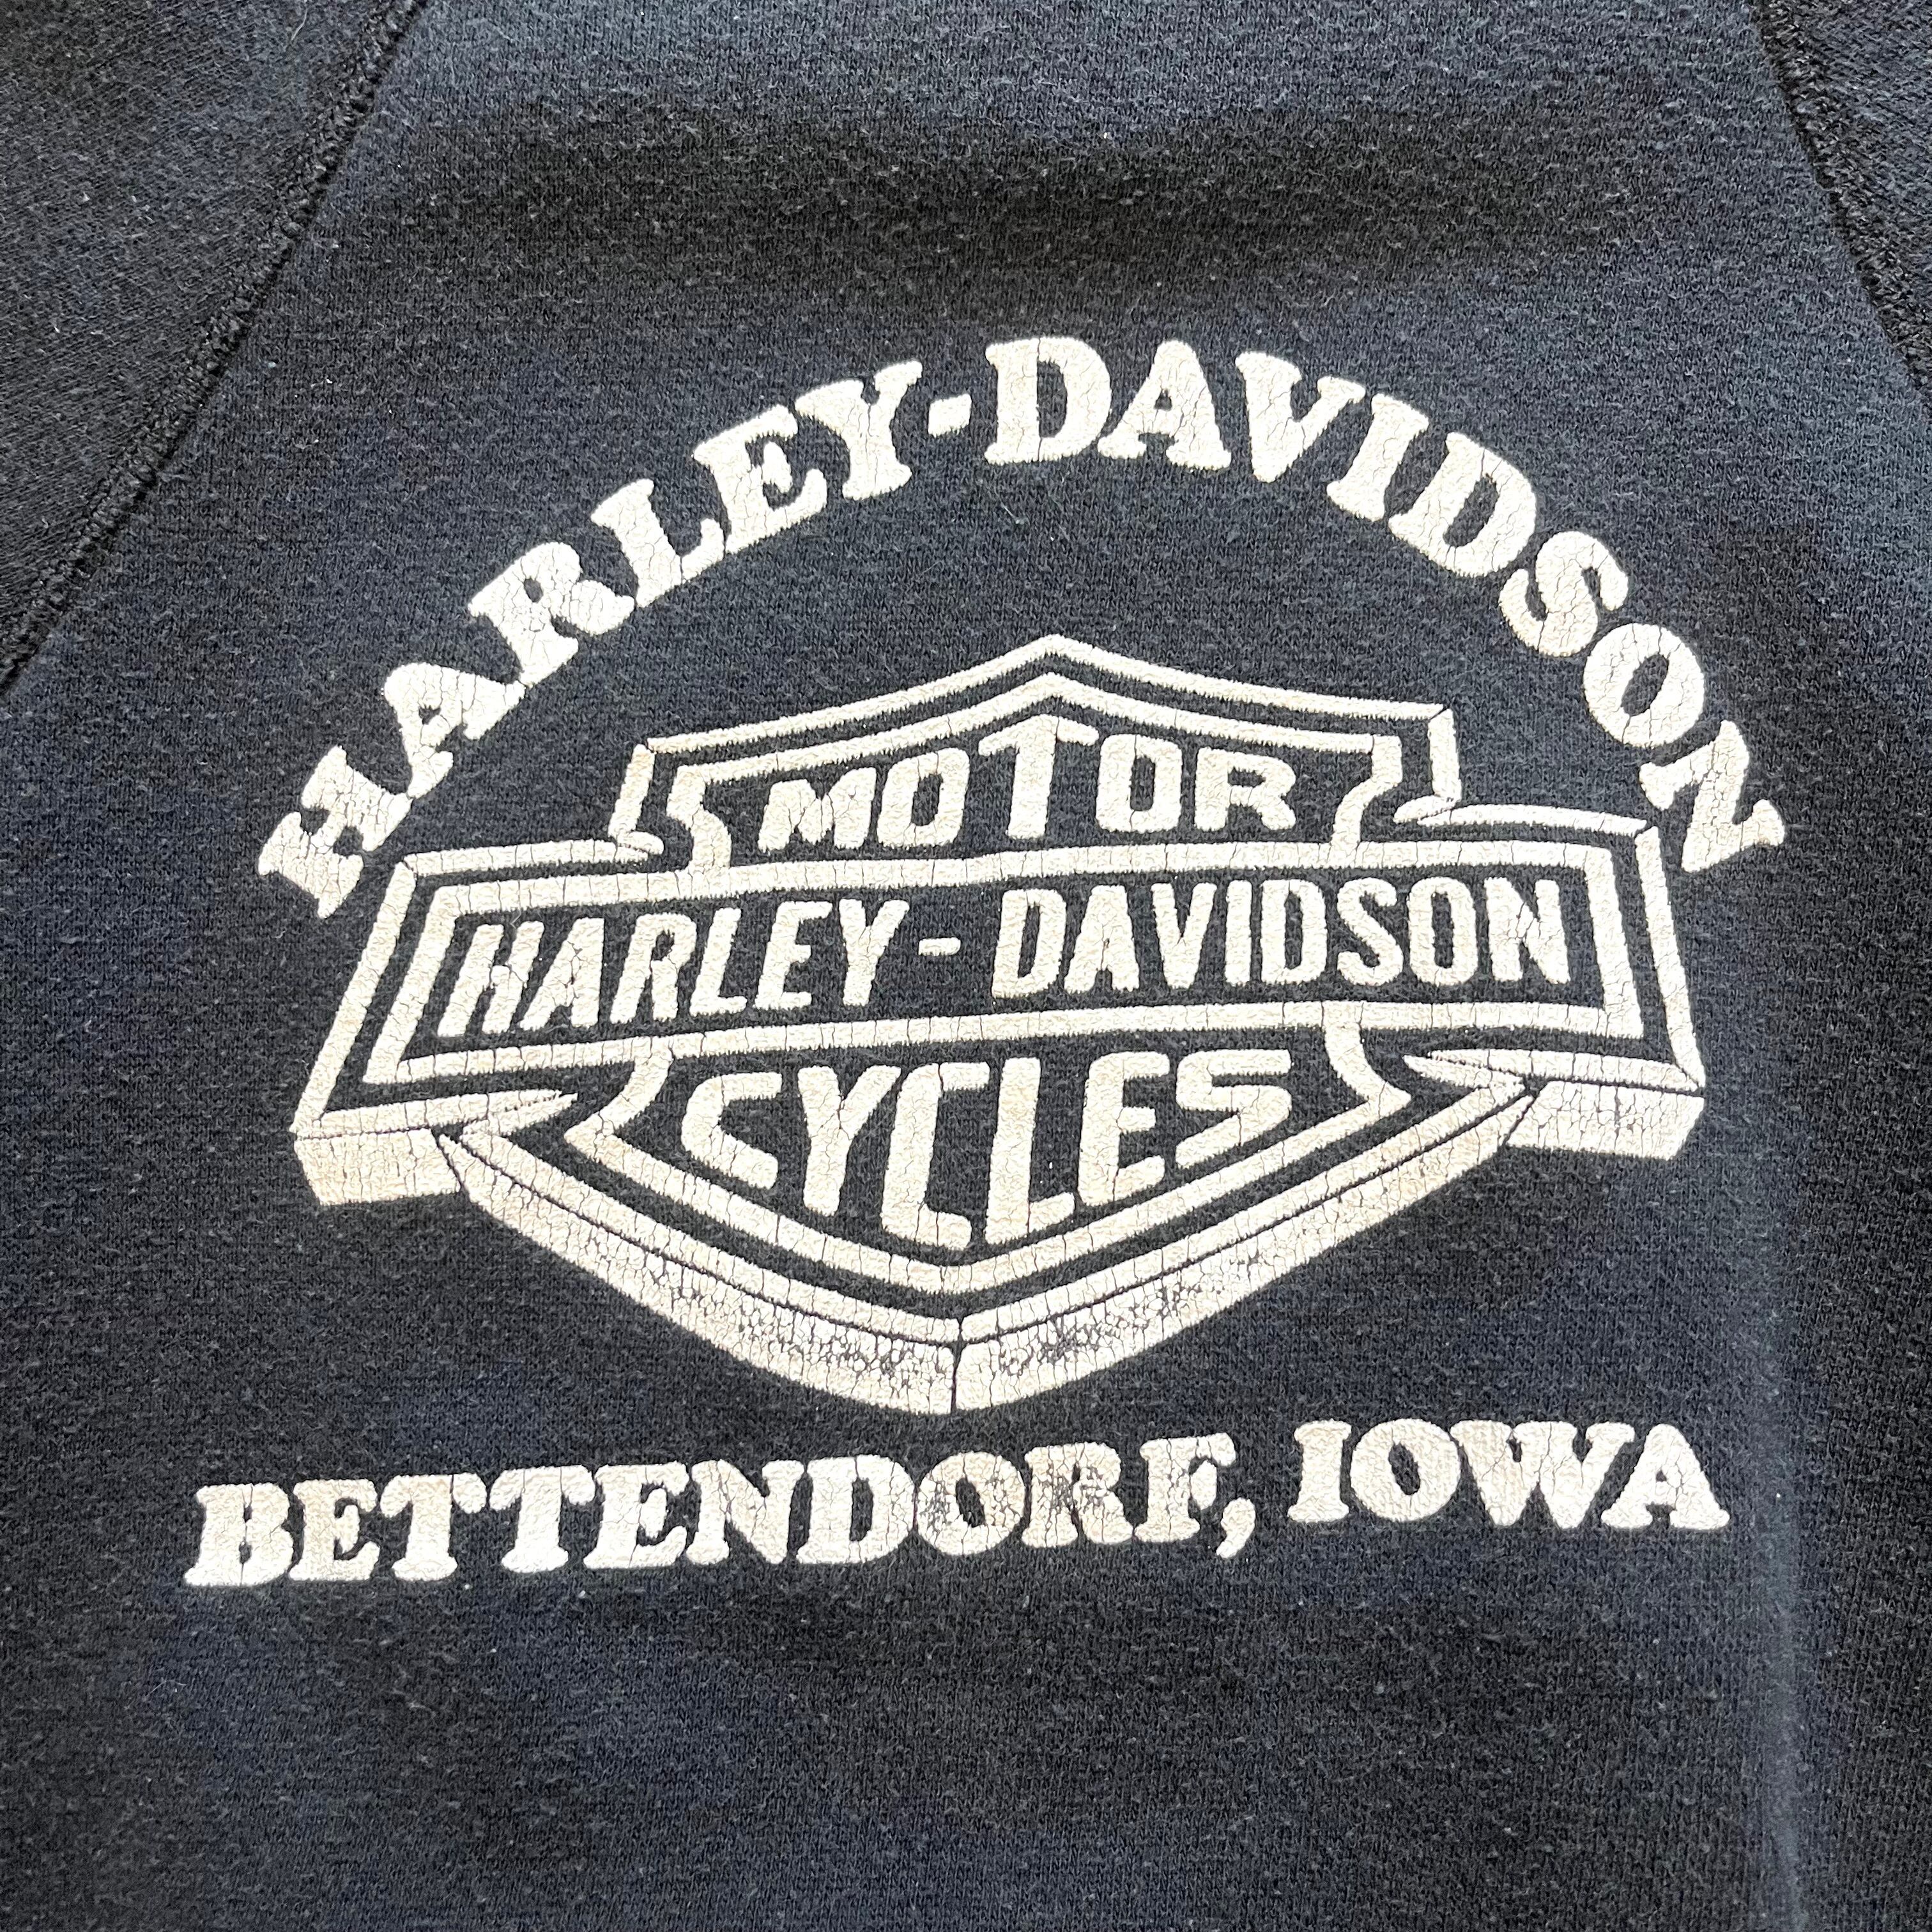 HARLEY-DAVIDSON
MOTOR
HARLEY-DAVIDSON
CYCLES
BETTENDORF, IOWA